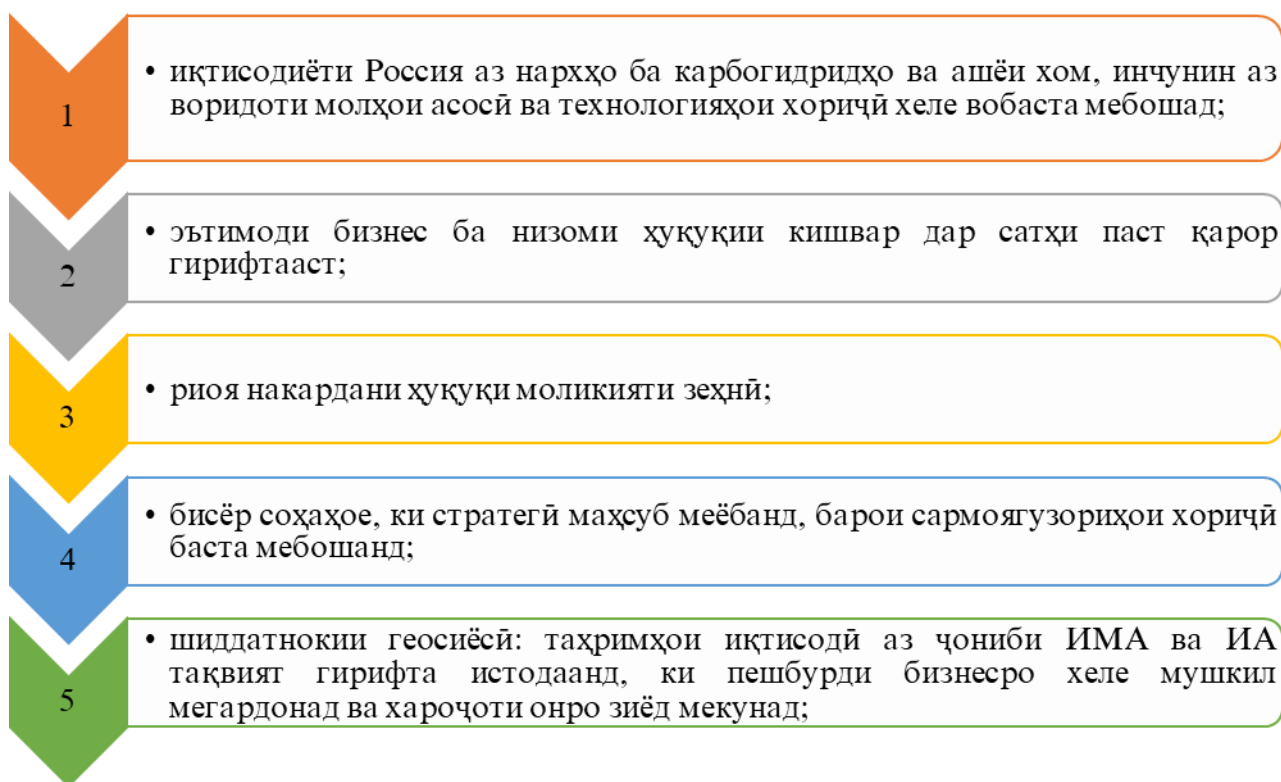 1
• иқтисодиёти Россия аз нархҳо ба карбогидридҳо ва ашёи хом, инчунин аз
воридоти молҳои асосӣ ва технологияҳои хориҷӣ хеле вобаста мебошад;
2
• эътимоди бизнес ба низоми ҳуқуқии кишвар дар сатҳи паст қарор
гирифтааст;
3
• риоя накардани ҳуқуқи моликияти зеҳнӣ;
4
• бисёр соҳаҳое, ки стратегӣ маҳсуб меёбанд, барои сармоягузориҳои хориҷӣ
баста мебошанд;
5
• шиддатнокии геосиёсӣ: таҳримҳои иқтисодӣ аз ҷониби ИМА ва ИА
тақвият гирифта истодаанд, ки пешбурди бизнесро хеле мушкил
мегардонад ва хароҷоти онро зиёд мекунад;